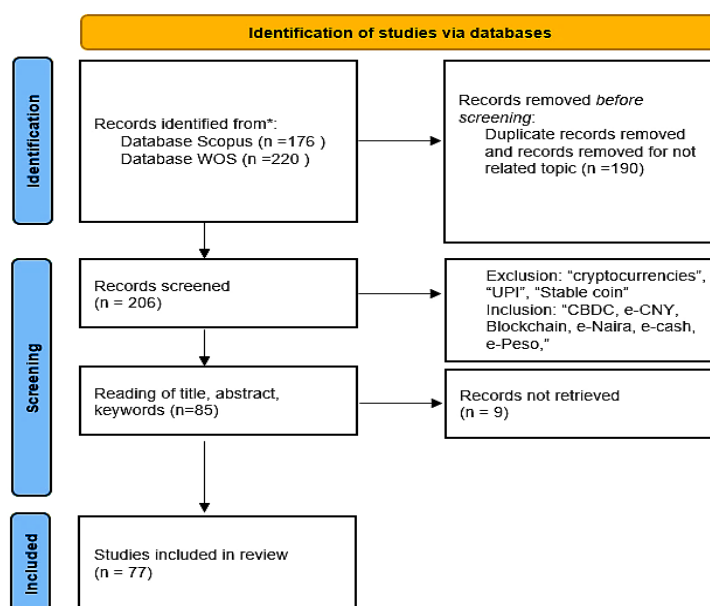 Identification of studies via databases
Identification
Records identified from*:
Database Scopus (n =176 )
Database WOS (n =220 )
Records removed before
screening:
Duplicate records removed
and records removed for not
related topic (n =190)
Screening
Records screened
(n = 206)
Exclusion: “cryptocurrencies”,
“UPI”, “Stable coin”
Inclusion: “CBDC, e-CNY,
Blockchain, e-Naira, e-cash,
e-Peso,”
Reading of title, abstract,
keywords (n=85)
Records not retrieved
(n = 9)
Included
Studies included in review
(n = 77)